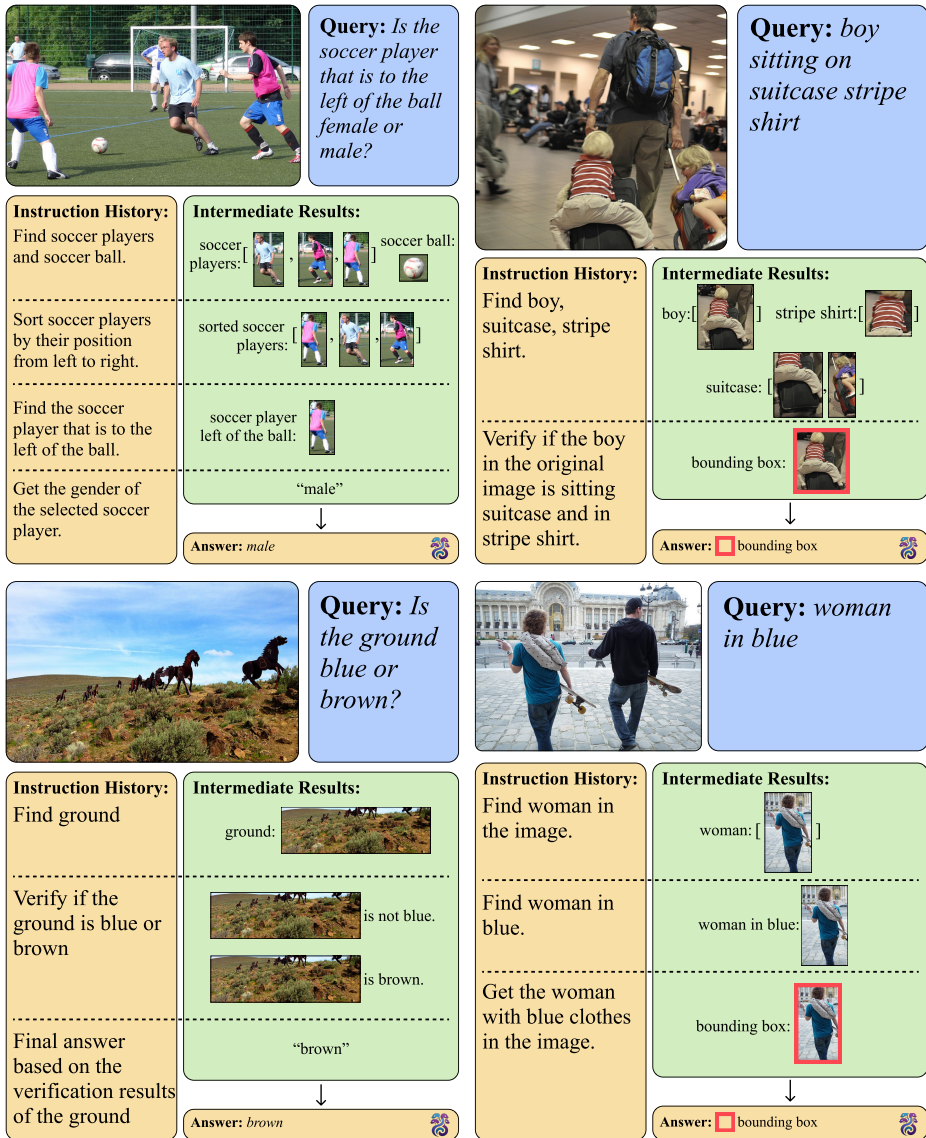 Query: Is the
soccer player
that is to the
left of the ball
female or
male?
Instruction History:
Find soccer players
and soccer ball.
Sort soccer players
by their position
from left to right.
Find the soccer
player that is to the
left of the ball.
Get the gender of
the selected soccer
player.
Intermediate Results:
soccer
players:[ , , ]
soccer ball:
sorted soccer
players: [ , , ]
soccer player
left of the ball:
“male”
Answer: male
Query: boy
sitting on
suitcase stripe
shirt
Instruction History:
Find boy,
suitcase, stripe
shirt.
Verify if the boy
in the original
image is sitting
suitcase and in
stripe shirt.
Intermediate Results:
boy:[ ]
stripe shirt:[ ]
suitcase: [ , ]
bounding box:
Answer: bounding box
Query: Is
the ground
blue or
brown?
Instruction History:
Find ground
Verify if the
ground is blue or
brown
Final answer
based on the
verification results
of the ground
Intermediate Results:
ground:
is not blue.
is brown.
“brown”
Answer: brown
Query: woman
in blue
Instruction History:
Find woman in
the image.
Find woman in
blue.
Get the woman
with blue clothes
in the image.
Intermediate Results:
woman: [ ]
woman in blue:
bounding box:
Answer: bounding box